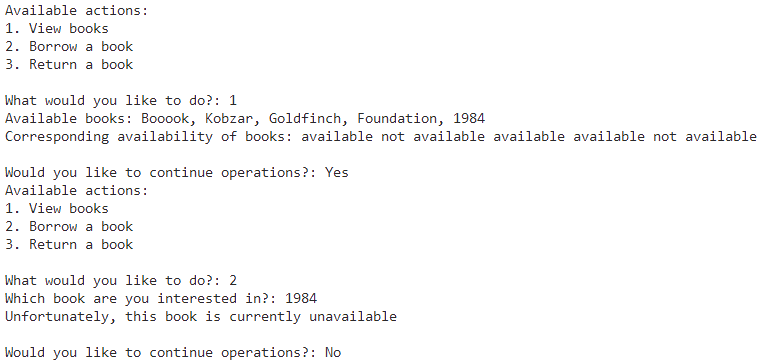 Available actions:
1. View books
2. Borrow a book
3. Return a book
What would you like to do?: 1
Available books: Booook, Kobzar, Goldfinch, Foundation, 1984
Corresponding availability of books: available not available available available not available
Would you like to continue operations?: Yes
Available actions:
1. View books
2. Borrow a book
3. Return a book
What would you like to do?: 2
Which book are you interested in?: 1984
Unfortunately, this book is currently unavailable
Would you like to continue operations?: No